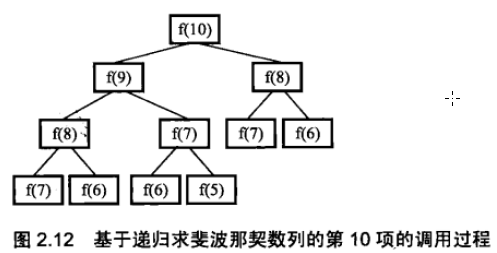 f(10)
f(9) f(8)
f(8) f(7) f(7) f(6)
f(7) f(6) f(6) f(5)
图 2.12 基于递归求斐波那契数列的第 10 项的调用过程